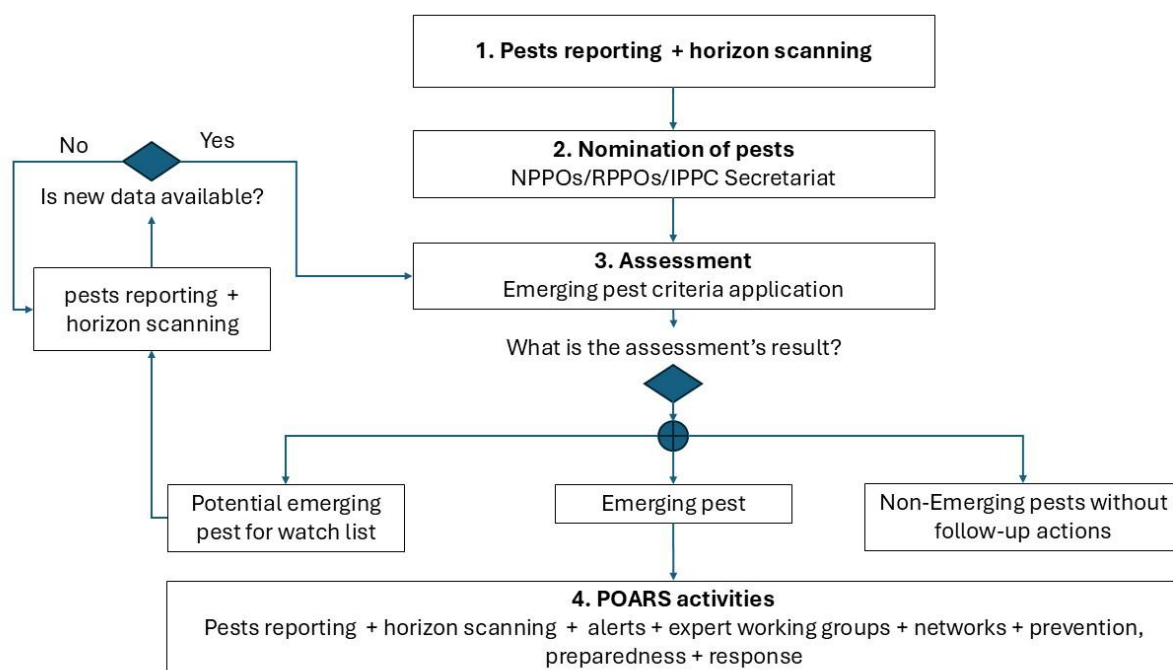 1. Pests reporting + horizon scanning
2. Nomination of pests
NPPOs/RPPOs/IPPC Secretariat
No
Yes
Is new data available?
3. Assessment
Emerging pest criteria application
pests reporting +
horizon scanning
What is the assessment's result?
Potential emerging
pest for watch list
Emerging pest
Non-Emerging pests without
follow-up actions
4. POARS activities
Pests reporting + horizon scanning + alerts + expert working groups + networks + prevention,
preparedness + response